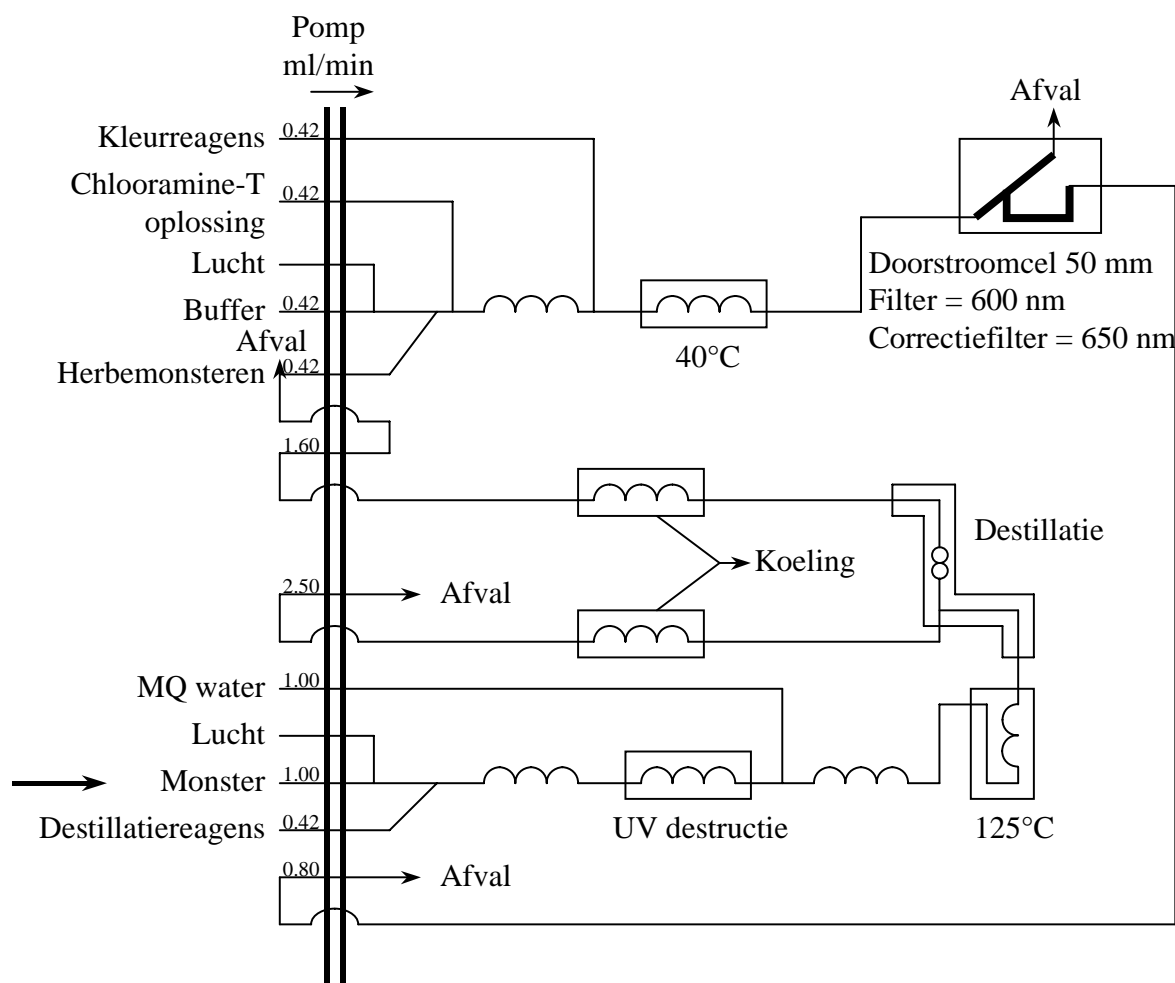 Pomp
ml/min
Afval
Kleurreagens 0.42
Chlooramine-T
oplossing
0.42
Lucht
Buffer 0.42
Doorstroomcel 50 mm
Filter = 600 nm
Correctiefilter = 650 nm
Afval
Herbemonsteren 0.42
40°C
1.60
Destillatie
Koeling
2.50
Afval
MQ water 1.00
Lucht
Monster 1.00
Destillatiereagens 0.42
UV destructie
125°C
0.80
Afval